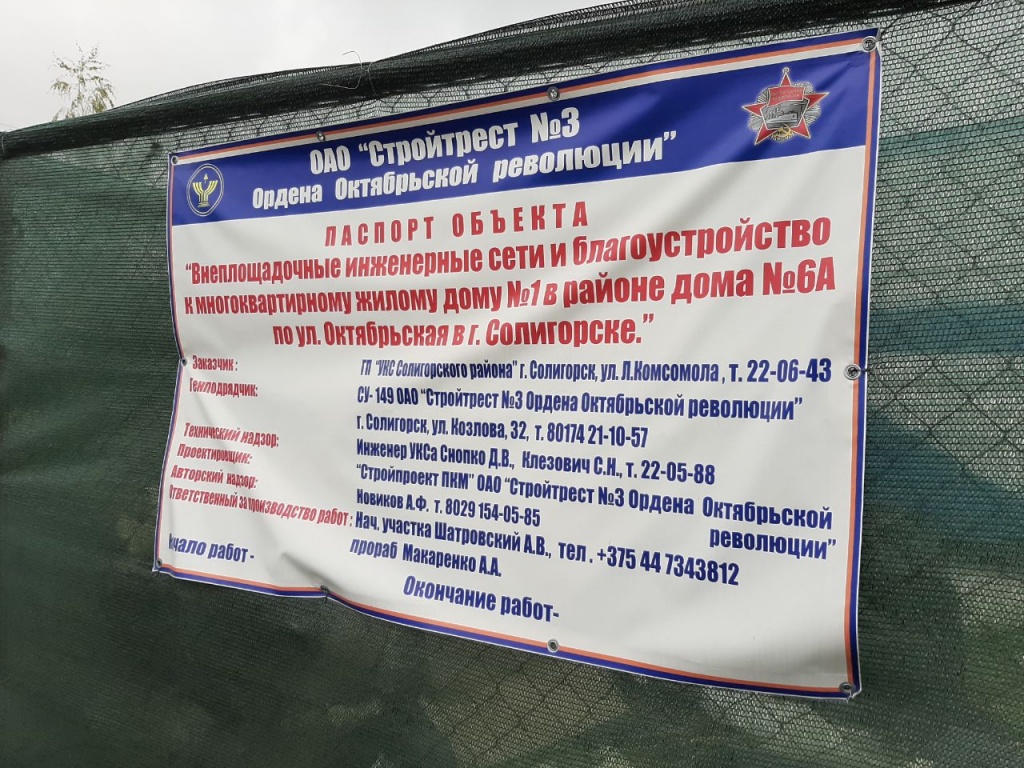 ОАО “Стройтрест №3
Ордена Октябрьской революции”
ПАСПОРТ ОБЪЕКТА
“Внеплощадочные инженерные сети и благоустройство
к многоквартирному жилому дому №1 в районе дома №6А
по ул. Октябрьская в г. Солигорске.”
Заказчик: ГП “УКС Солигорского района” г. Солигорск, ул. Л.Комсомола, т. 22-06-43
Генподрядчик: СУ- 149 ОАО “Стройтрест №3 Ордена Октябрьской революции”
г. Солигорск, ул. Козлова, 32, т. 80174 21-10-57
Технический надзор: Инженер УКСа Снопко Д.В., Клезович С.Н., т. 22-05-88
Проектировщик: “Стройпроект ПКМ” ОАО “Стройтрест №3 Ордена Октябрьской
революции”
Авторский надзор: Новиков А.Ф. т. 8029 154-05-85
Ответственный за производство работ: Нач. участка Шатровский А.В., тел. +375 44 7343812
прораб Макаренко А.А.
Начало работ-
Окончание работ-